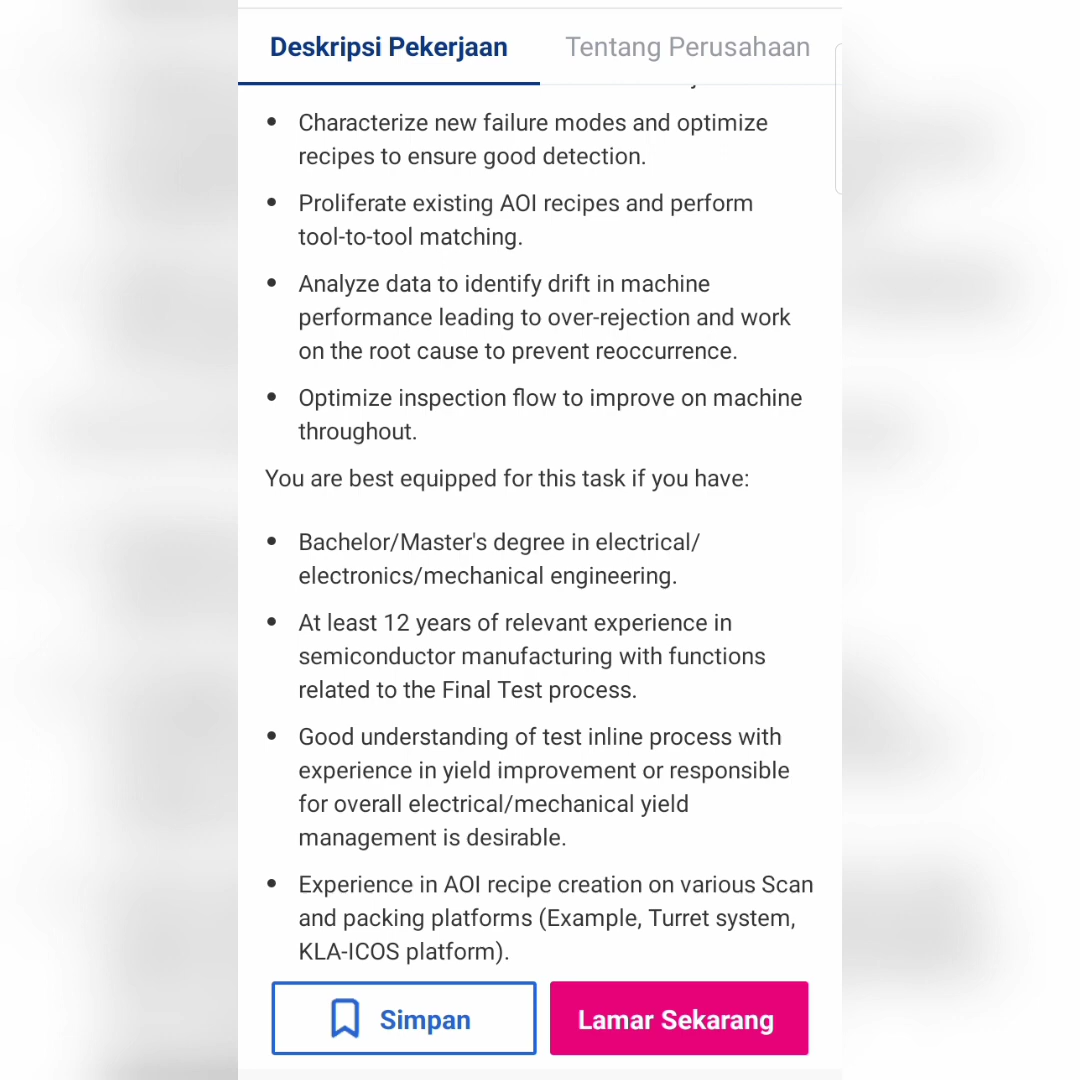 Deskripsi Pekerjaan
Tentang Perusahaan
• Characterize new failure modes and optimize
recipes to ensure good detection.
• Proliferate existing AOI recipes and perform
tool-to-tool matching.
• Analyze data to identify drift in machine
performance leading to over-rejection and work
on the root cause to prevent reoccurrence.
• Optimize inspection flow to improve on machine
throughout.
You are best equipped for this task if you have:
• Bachelor/Master's degree in electrical/
electronics/mechanical engineering.
• At least 12 years of relevant experience in
semiconductor manufacturing with functions
related to the Final Test process.
• Good understanding of test inline process with
experience in yield improvement or responsible
for overall electrical/mechanical yield
management is desirable.
• Experience in AOI recipe creation on various Scan
and packing platforms (Example, Turret system,
KLA-ICOS platform).
Simpan
Lamar Sekarang